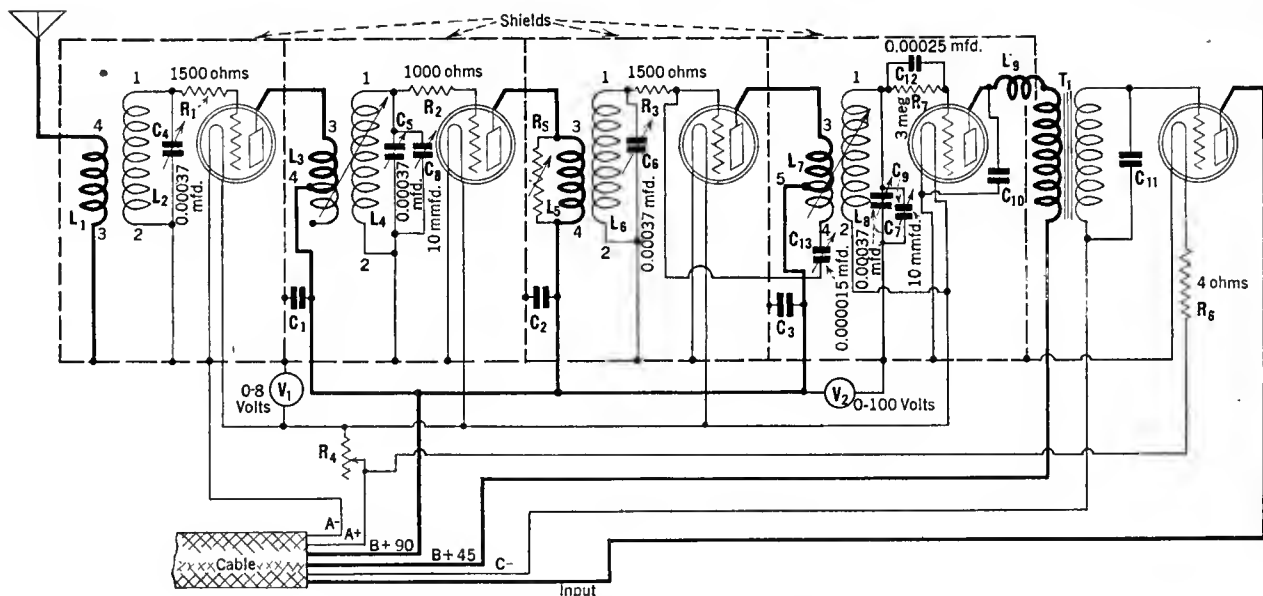 Shields
0.00025 mfd.
1 1500 ohms
R1
4
C4
L2
0.00037 mfd.
L1
3
2
3
L3
4
1 1000 ohms
R2
C5
C8
0.00037 mfd.
10 mmfd.
L4
2
R5
3
L5
4
1 1500 ohms
R3
C6
0.00037 mfd.
L6
2
3
L7
5
4
C13
0.000015 mfd.
1
C12
R7
3 meg
C9
L8
2
C7
0.00037 mfd.
10 mmfd.
L9
C10
T1
C11
4 ohms
R6
C1
C2
C3
0-8 Volts
V1
V2
0-100 Volts
R4
A-
A+
B+ 90
B+ 45
C-
Cable
Input